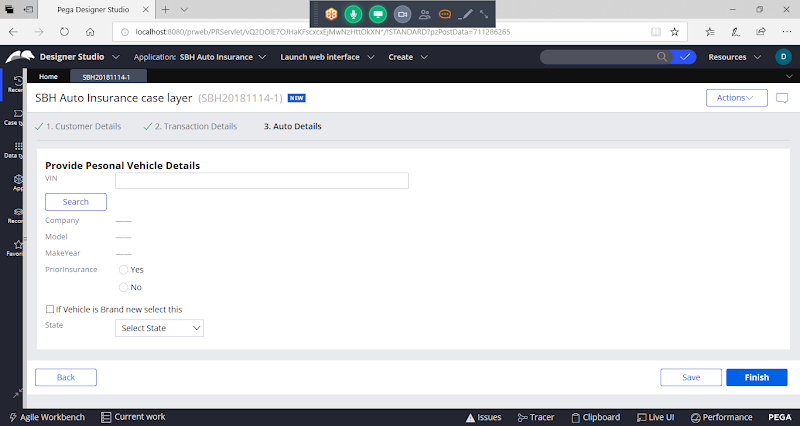 Pega Designer Studio
localhost:8080/prweb/PRServlet/vQ2DOlE7OJHaKFscxcxEjMwNzHttOkXN*/!STANDARD?pzPostData=711286265
Designer Studio
Application: SBH Auto Insurance
Launch web interface
Create
Resources
D
Home
SBH20181114-1
Recen
SBH Auto Insurance case layer (SBH20181114-1) NEW
Actions
Case ty
1. Customer Details
2. Transaction Details
3. Auto Details
Data ty
Provide Pesonal Vehicle Details
VIN
App
Search
Recor
Company
Model
Favori
MakeYear
PriorInsurance
Yes
No
If Vehicle is Brand new select this
State
Select State
Back
Save
Finish
Agile Workbench
Current work
Issues
Tracer
Clipboard
Live UI
Performance
PEGA